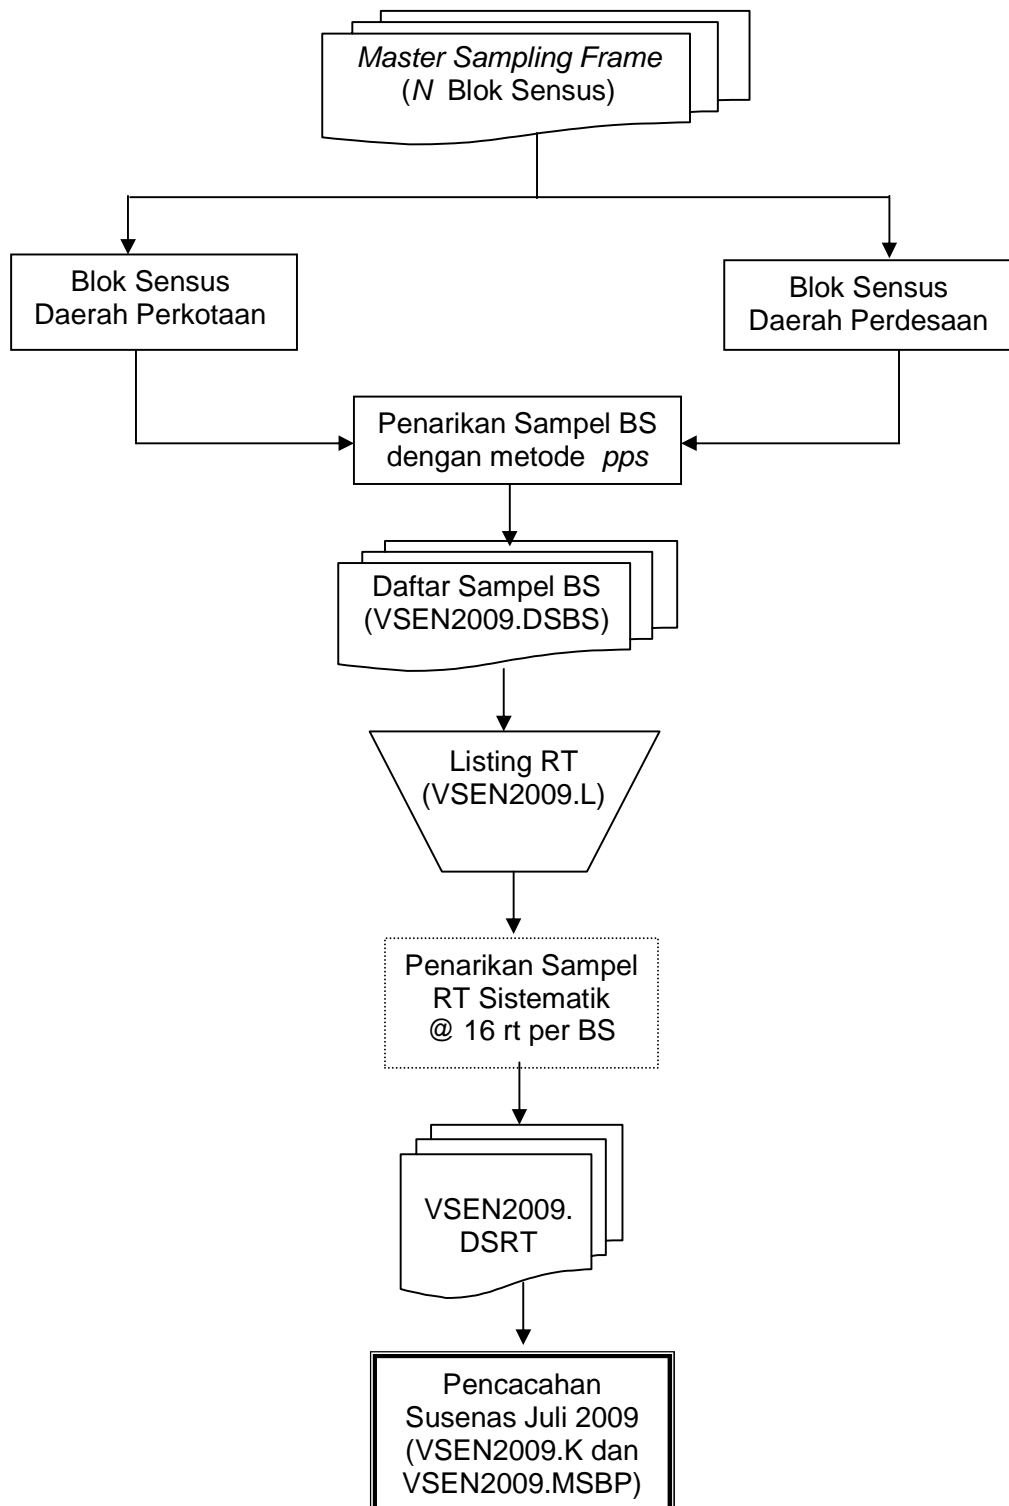 Master Sampling Frame
(N Blok Sensus)
Blok Sensus
Daerah Perkotaan
Blok Sensus
Daerah Perdesaan
Penarikan Sampel BS
dengan metode pps
Daftar Sampel BS
(VSEN2009.DSBS)
Listing RT
(VSEN2009.L)
Penarikan Sampel
RT Sistematik
@ 16 rt per BS
VSEN2009.
DSRT
Pencacahan
Susenas Juli 2009
(VSEN2009.K dan
VSEN2009.MSBP)